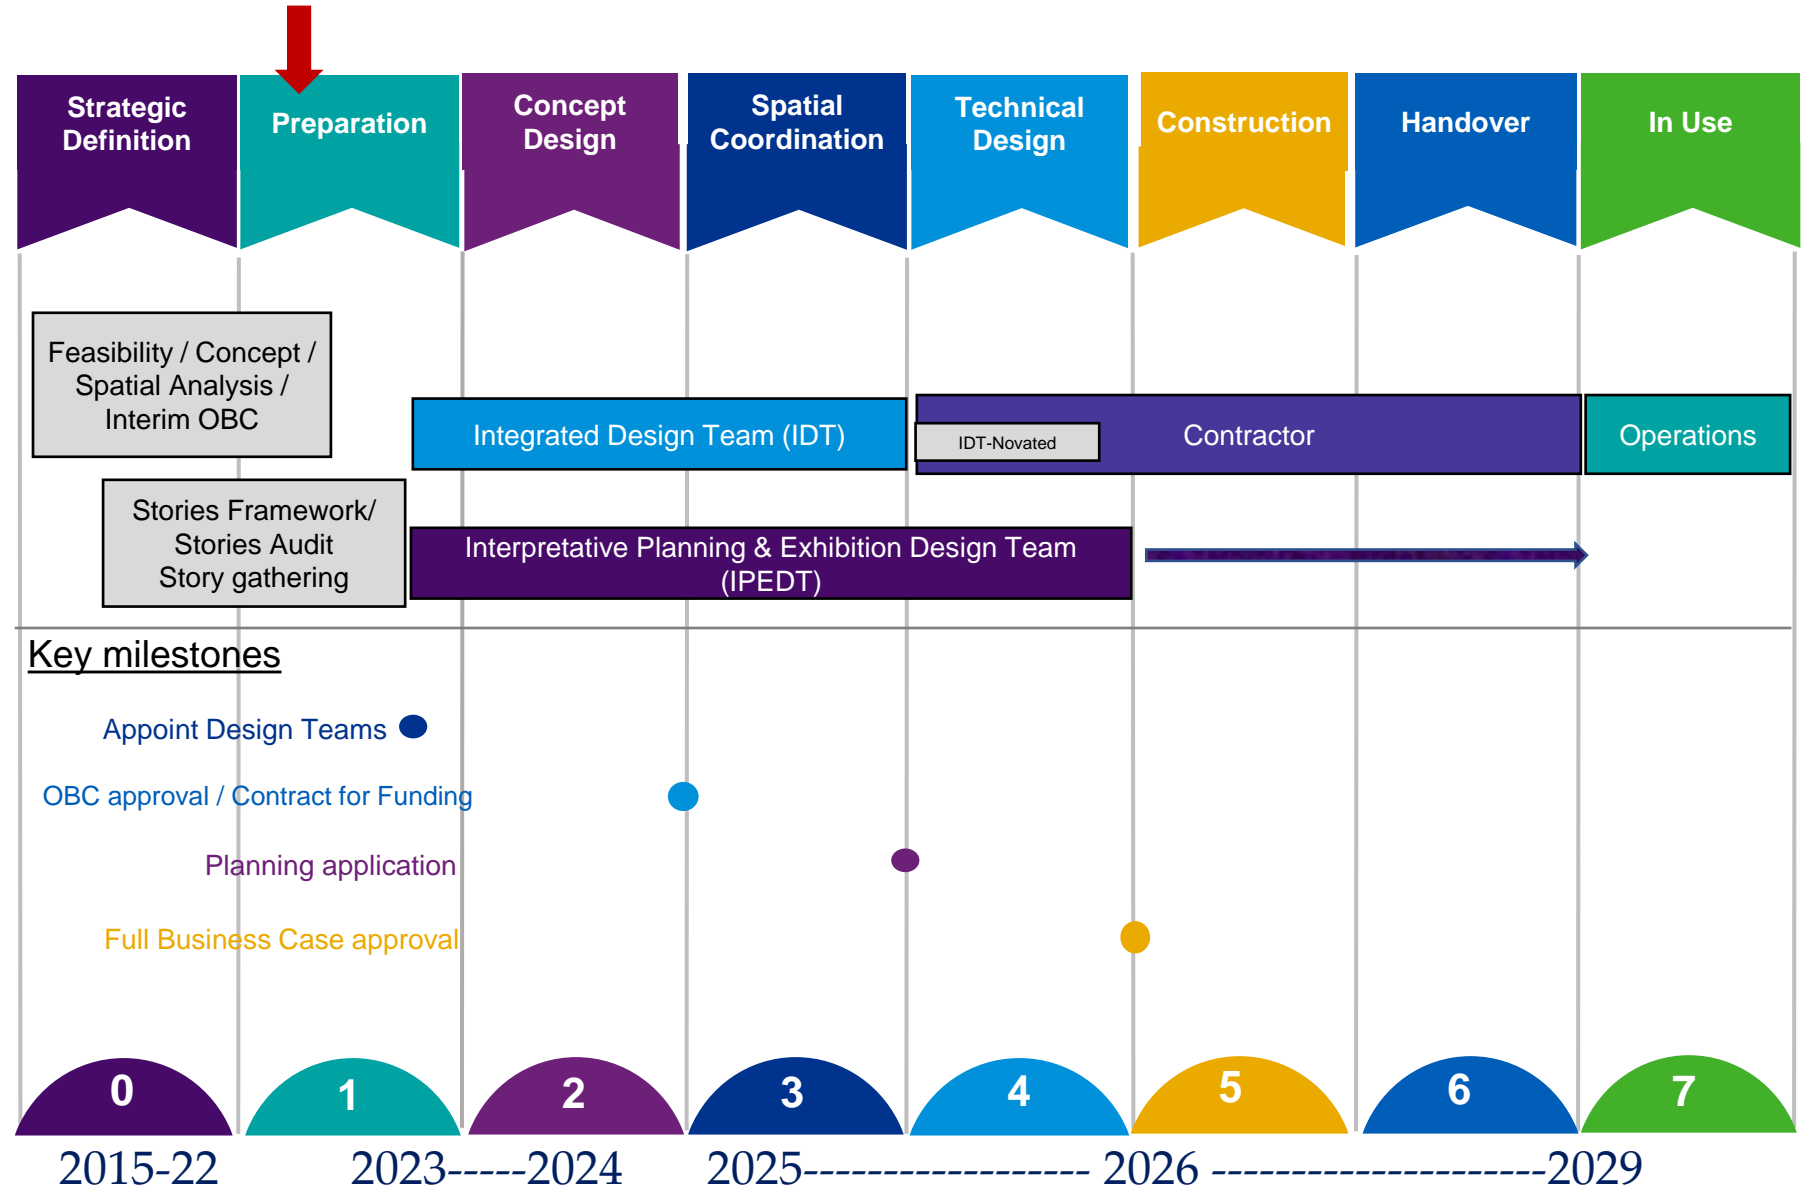 Strategic
Definition
Preparation
Concept
Design
Spatial
Coordination
Technical
Design
Construction
Handover
In Use
Feasibility / Concept /
Spatial Analysis /
Interim OBC
Integrated Design Team (IDT)
IDT-Novated
Contractor
Operations
Stories Framework/
Stories Audit
Story gathering
Interpretative Planning & Exhibition Design Team
(IPEDT)
Key milestones
Appoint Design Teams
OBC approval / Contract for Funding
Planning application
Full Business Case approval
0
1
2
3
4
5
6
7
2015-22
2023-----2024
2025------------------ 2026 ---------------------2029